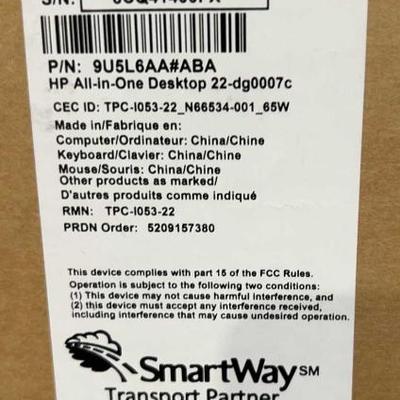 S/N:
P/N: 9U5L6AA#ABA
HP All-in-One Desktop 22-dg0007c
CEC ID: TPC-I053-22_N66534-001_65W
Made in/Fabrique en:
Computer/Ordinateur: China/Chine
Keyboard/Clavier: China/Chine
Mouse/Souris: China/Chine
Other products as marked/
D'autres produits comme indiqué
RMN: TPC-I053-22
PRDN Order: 5209157380
This device complies with part 15 of the FCC Rules.
Operation is subject to the following two conditions:
(1) This device may not cause harmful interference, and
(2) this device must accept any interference received,
including interference that may cause undesired operation.
SmartWay SM
Transport Partner